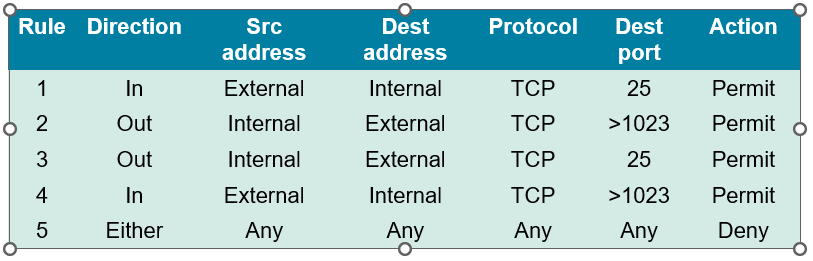 Rule Direction Src address Dest address Protocol Dest port Action
1 In External Internal TCP 25 Permit
2 Out Internal External TCP >1023 Permit
3 Out Internal External TCP 25 Permit
4 In External Internal TCP >1023 Permit
5 Either Any Any Any Any Deny